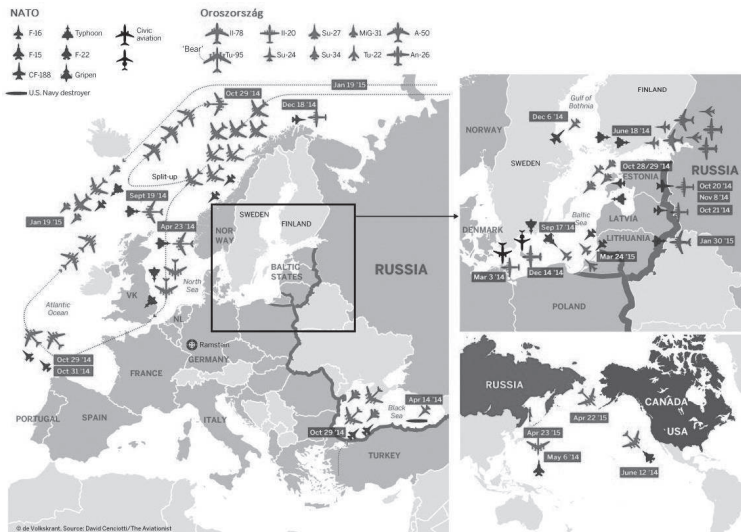 NATO
F-16
Typhoon
Civic aviation
F-15
F-22
CF-188
Gripen
U.S. Navy destroyer
Oroszország
Il-78
Il-20
Su-27
MiG-31
A-50
'Bear'
Tu-95
Su-24
Su-34
Tu-22
An-26
Jan 19 '15
Oct 29 '14
Dec 18 '14
Split-up
Sept 19 '14
Jan 19 '15
Apr 23 '14
NOR
WAY
SWEDEN
FINLAND
BALTIC
STATES
RUSSIA
North
Sea
VK
Atlantic
Ocean
NL
Ramstein
GERMANY
Oct 29 '14
Oct 31 '14
FRANCE
PORTUGAL
SPAIN
ITALY
Apr 14 '14
Black
Sea
Oct 29 '14
TURKEY
© de Volkskrant, Source: David Cenciotti/The Aviationist
FINLAND
Gulf of
Bothnia
Dec 6 '14
NORWAY
June 18 '14
SWEDEN
Oct 28/29 '14
ESTONIA
RUSSIA
Oct 20 '14
Nov 8 '14
Oct 21 '14
Baltic
Sea
LATVIA
DENMARK
Sep 17 '14
LITHUANIA
Jan 30 '15
Mar 24 '15
Mar 3 '14
Dec 14 '14
POLAND
RUSSIA
CANADA
USA
Apr 22 '15
Apr 23 '15
May 6 '14
June 12 '14